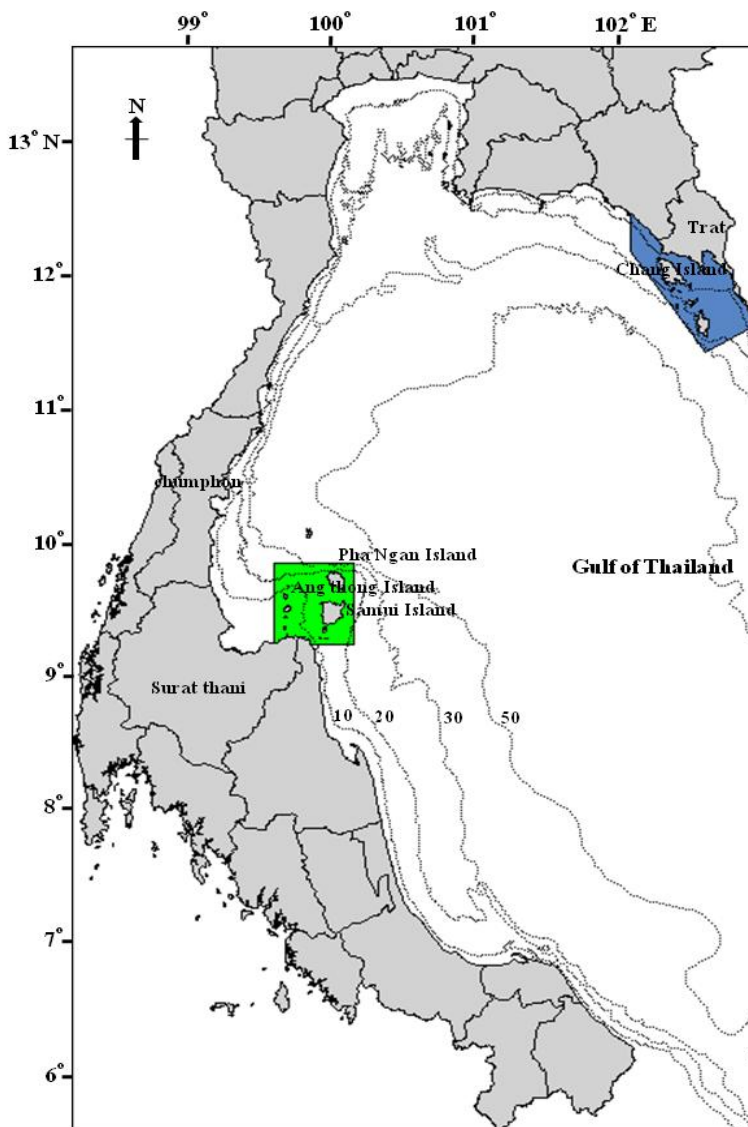 99° 100° 101° 102° E
N
13° N
Trat
12°
Chang Island
11°
chumphon
10°
Pha Ngan Island
Gulf of Thailand
Ang thong Island
Samui Island
9°
Surat thani
10 20 30 50
8°
7°
6°